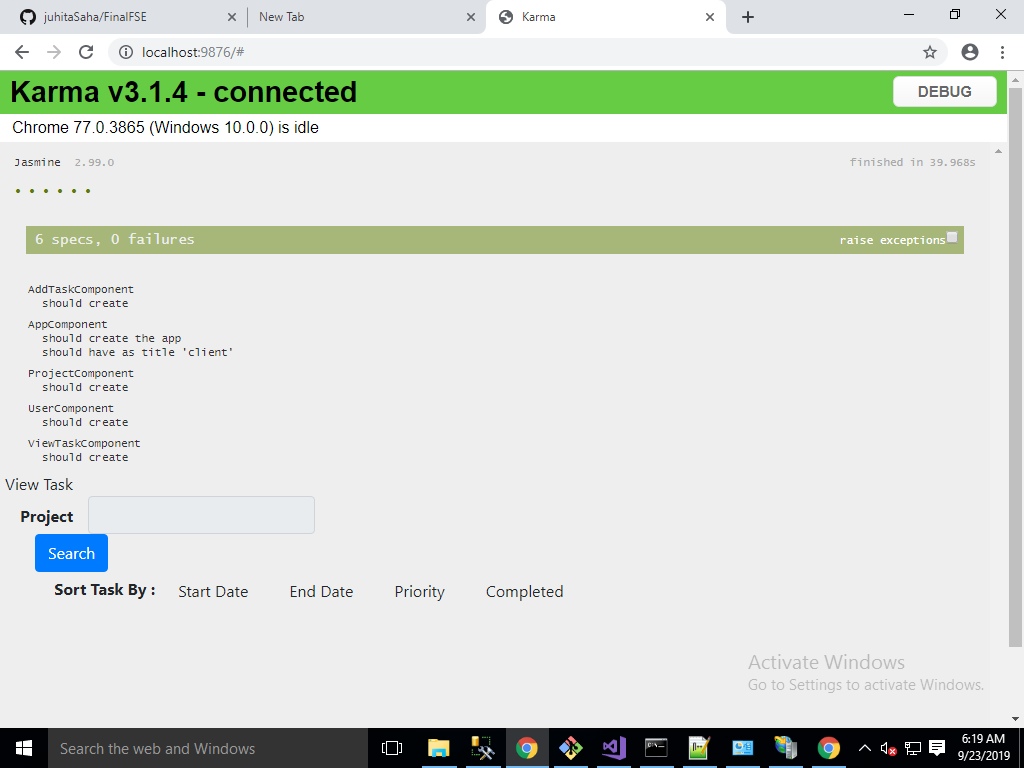 juhitaSaha/FinalFSE
New Tab
Karma
localhost:9876/#
Karma v3.1.4 - connected
DEBUG
Chrome 77.0.3865 (Windows 10.0.0) is idle
Jasmine 2.99.0
finished in 39.968s
6 specs, 0 failures
raise exceptions
AddTaskComponent
should create
AppComponent
should create the app
should have as title 'client'
ProjectComponent
should create
UserComponent
should create
ViewTaskComponent
should create
View Task
Project
Search
Sort Task By :
Start Date
End Date
Priority
Completed
Activate Windows
Go to Settings to activate Windows.
Search the web and Windows
6:19 AM
9/23/2019